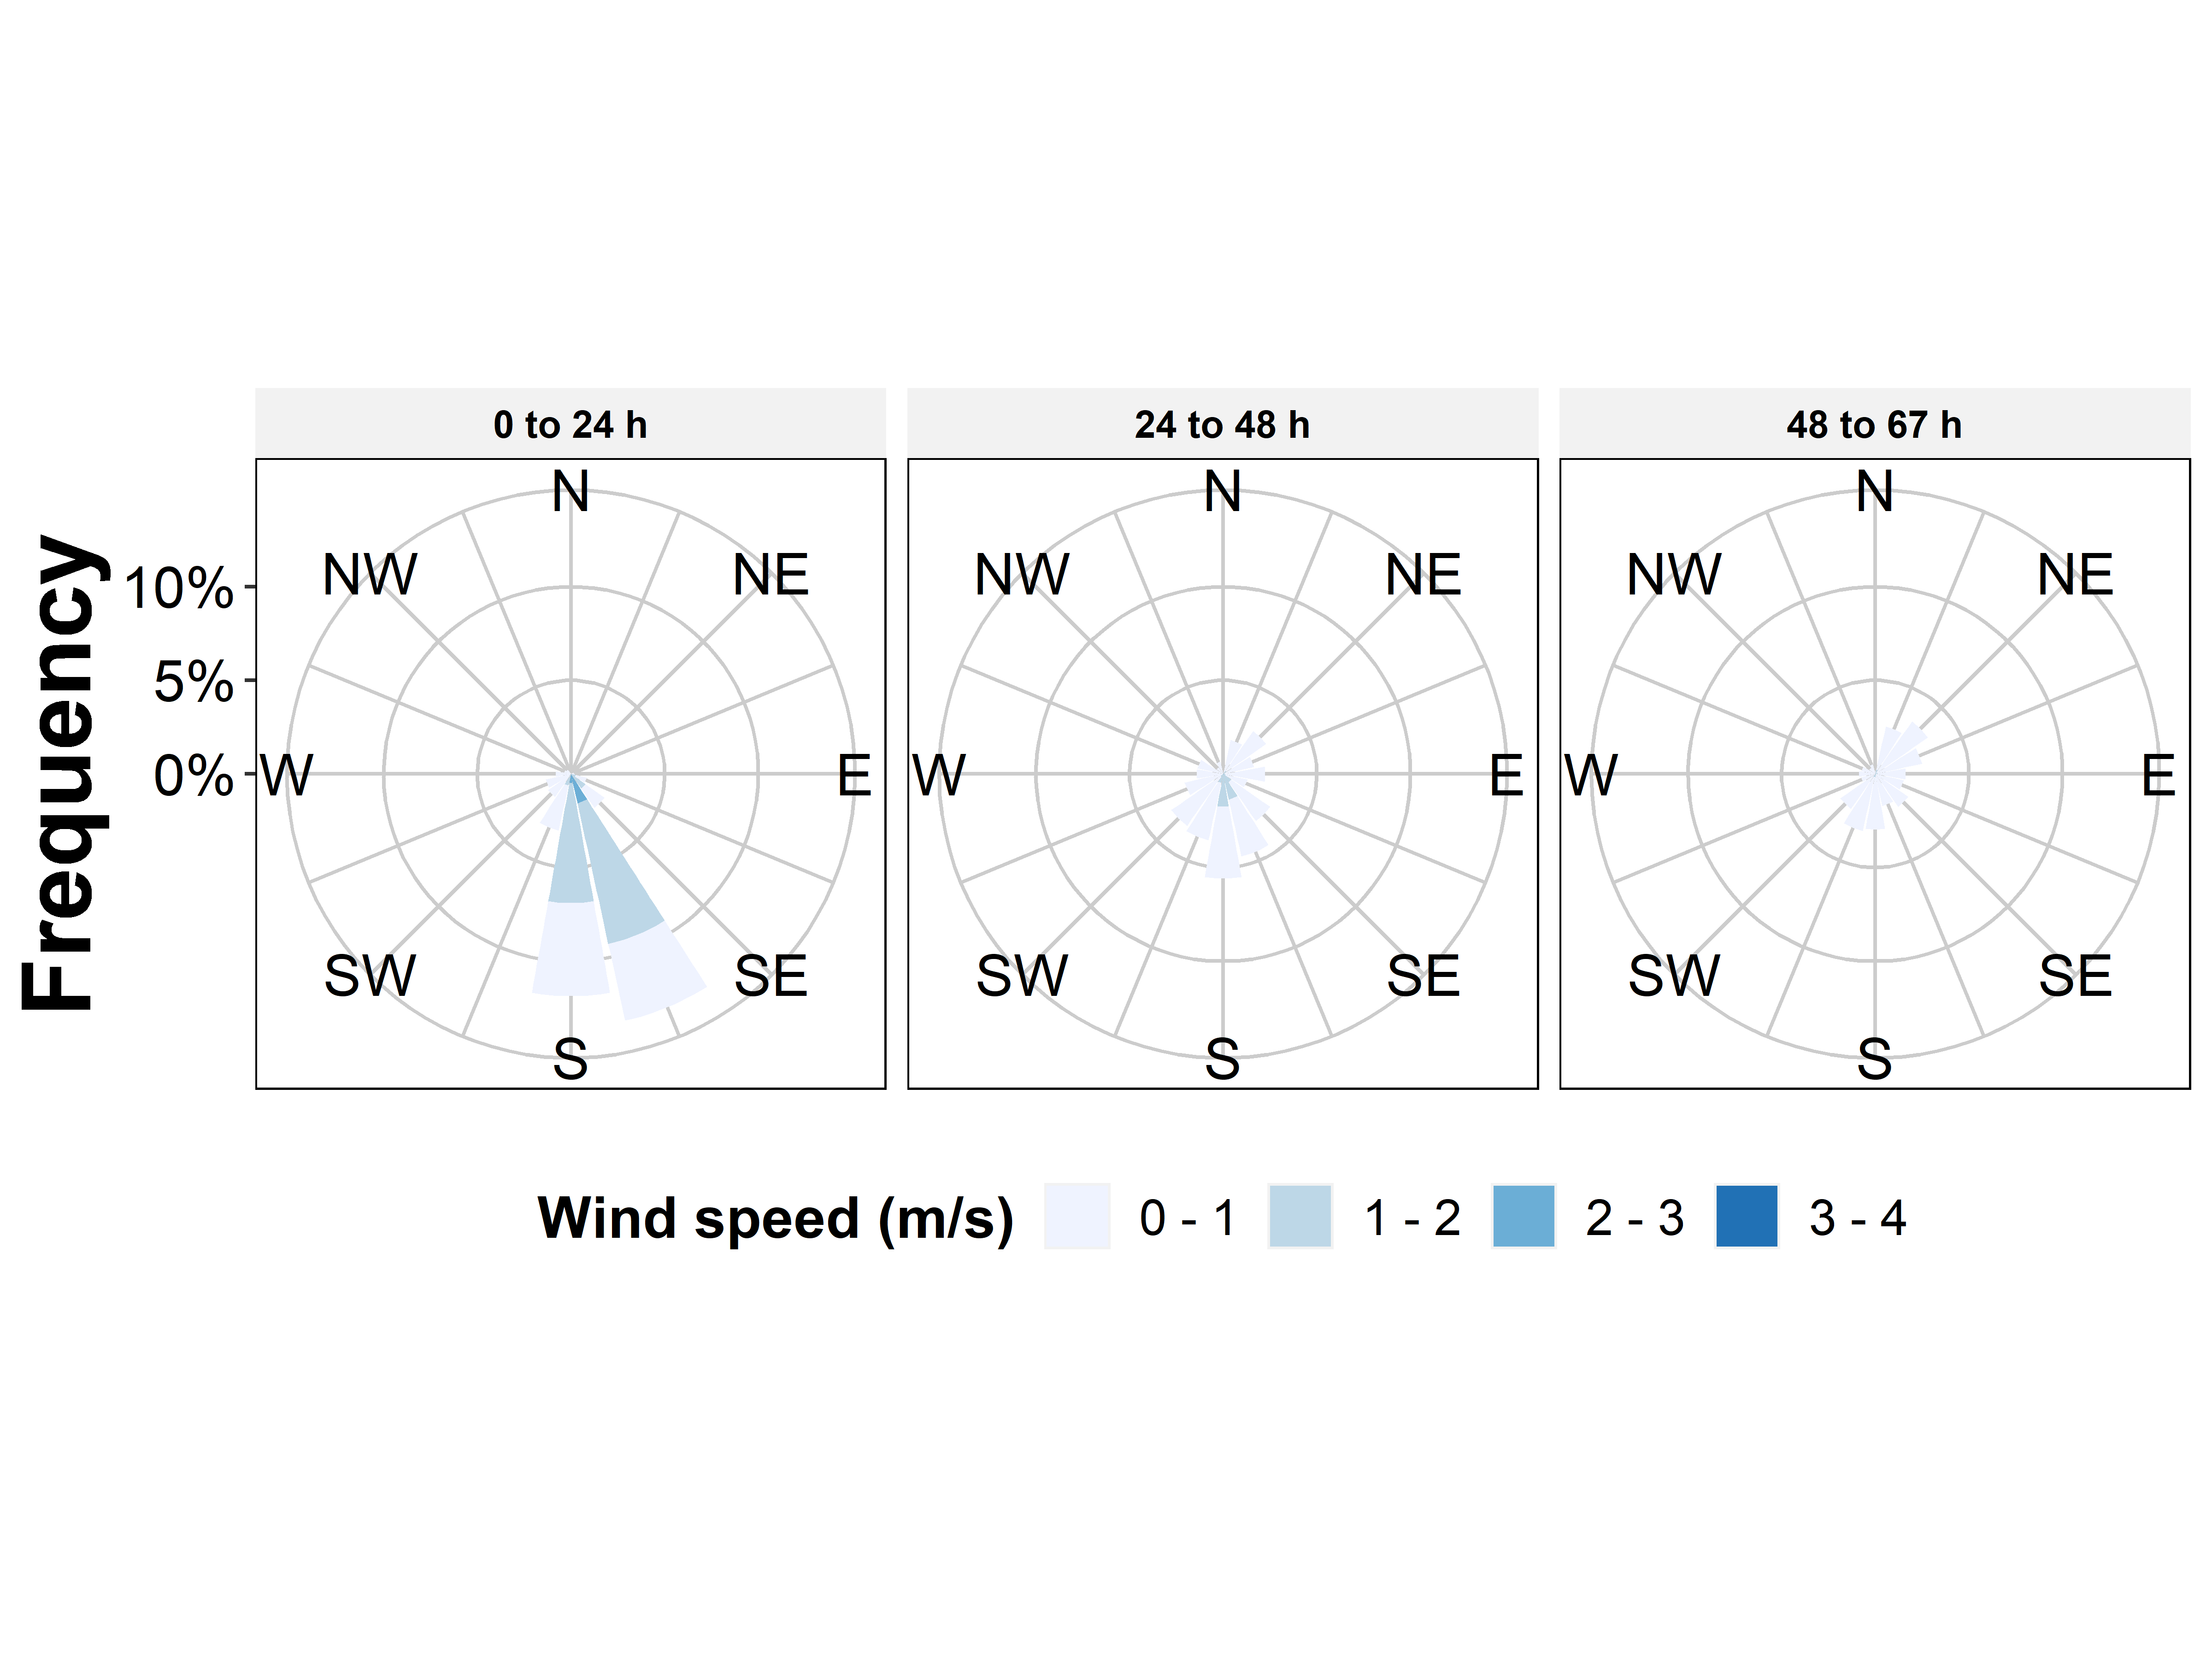 0 to 24 h
24 to 48 h
48 to 67 h
Frequency
10%
5%
0%
N
NE
E
SE
S
SW
W
NW
N
NE
E
SE
S
SW
W
NW
N
NE
E
SE
S
SW
W
NW
Wind speed (m/s) 0 - 1 1 - 2 2 - 3 3 - 4